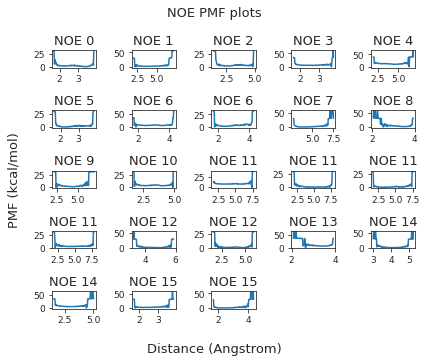 NOE PMF plots
NOE 0 NOE 1 NOE 2 NOE 3 NOE 4
25 50 25 50 50
0 0 0 0 0
2 3 2.5 5.0 2 5 2 3 2.5 5.0
NOE 5 NOE 6 NOE 6 NOE 7 NOE 8
25 50 50 50 50
0 0 0 0 0
2 3 2 4 2 4 5.0 7.5 2 4
NOE 9 NOE 10 NOE 11 NOE 11 NOE 11
25 25 25 25 25
0 0 0 0 0
2.5 5.0 2.5 5.0 2.5 5.0 7.5 2.5 5.0 7.5 2.5 5.0 7.5
NOE 11 NOE 12 NOE 12 NOE 13 NOE 14
25 50 25 50 50
0 0 0 0 0
2.5 5.0 7.5 4 6 2.5 5.0 2 4 3 4 5
NOE 14 NOE 15 NOE 15
50 50 50
0 0 0
2.5 5.0 2 3 2 4
PMF (kcal/mol)
Distance (Angstrom)